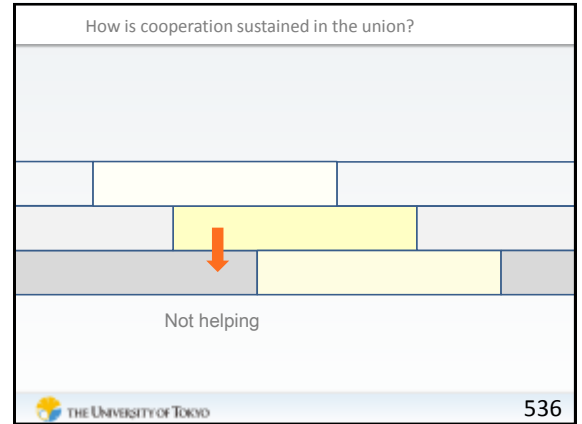 How is cooperation sustained in the union?
Not helping
THE UNIVERSITY OF TOKYO
536